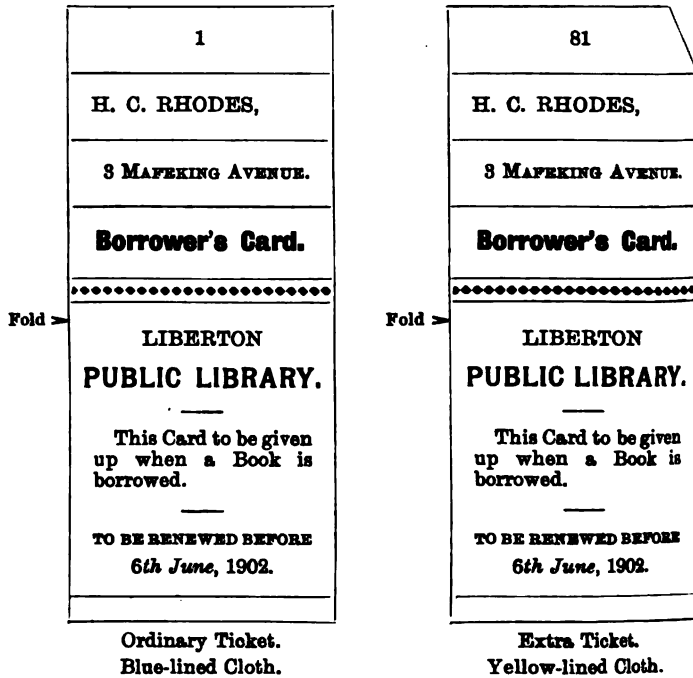 1
H. C. RHODES,
3 MAFEKING AVENUE.
Borrower's Card.
Fold
LIBERTON
PUBLIC LIBRARY.
This Card to be given
up when a Book is
borrowed.
TO BE RENEWED BEFORE
6th June, 1902.
Ordinary Ticket.
Blue-lined Cloth.
81
H. C. RHODES,
3 MAFEKING AVENUE.
Borrower's Card.
Fold
LIBERTON
PUBLIC LIBRARY.
This Card to be given
up when a Book is
borrowed.
TO BE RENEWED BEFORE
6th June, 1902.
Extra Ticket.
Yellow-lined Cloth.